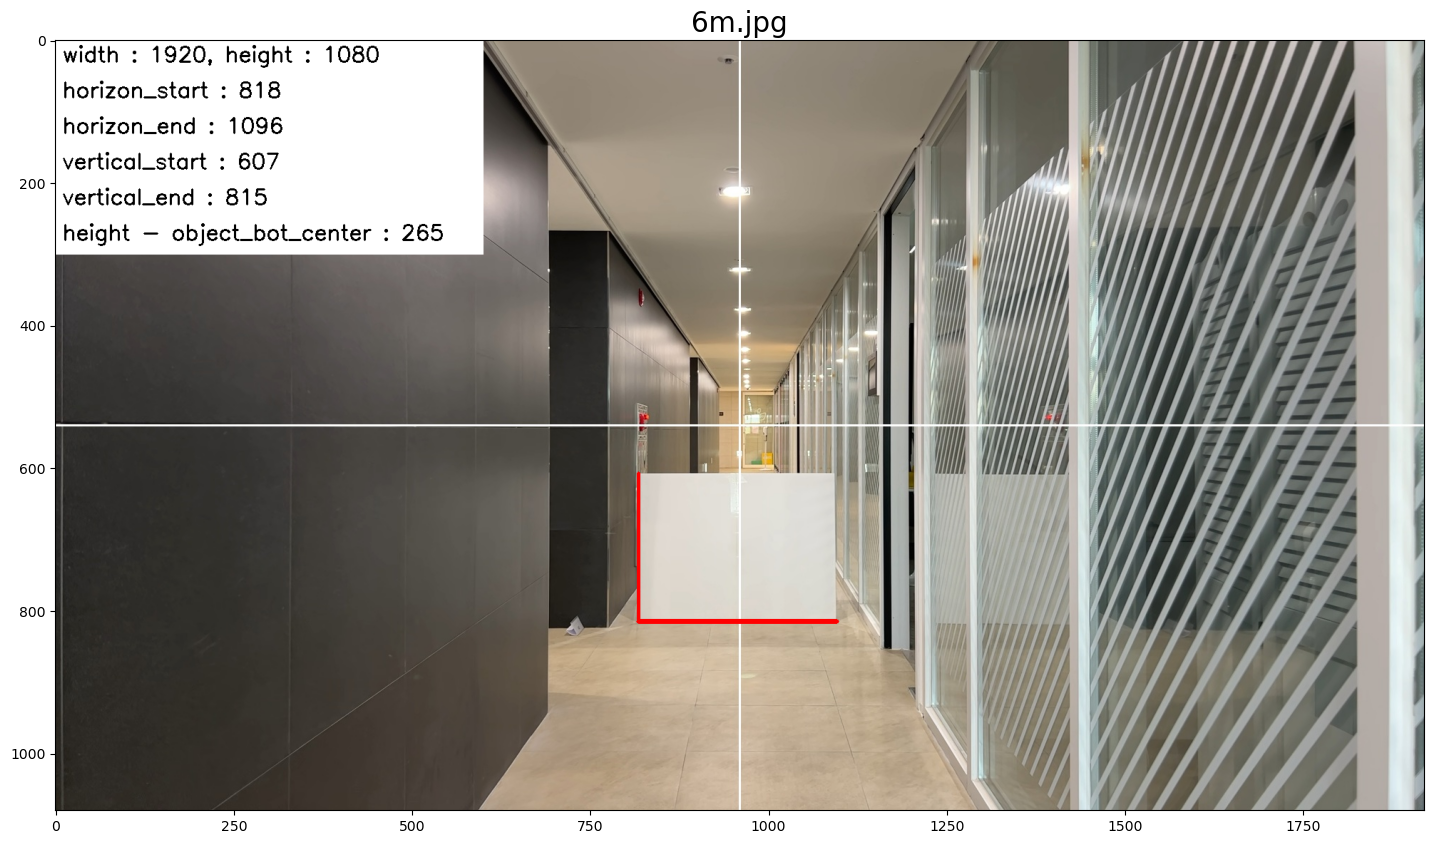 6m.jpg
width : 1920, height : 1080
horizon_start : 818
horizon_end : 1096
vertical_start : 607
vertical_end : 815
height - object_bot_center : 265
0
200
400
600
800
1000
0 250 500 750 1000 1250 1500 1750